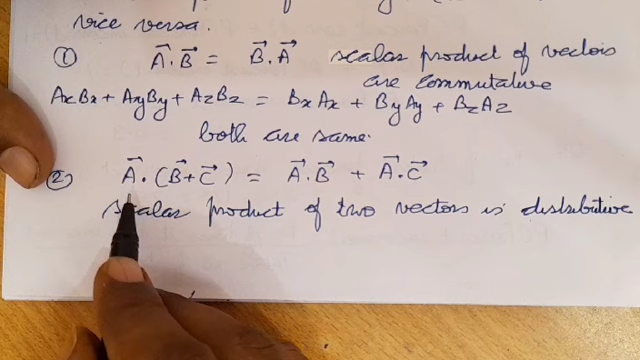 vice versa.
① A⃗·B⃗ = B⃗·A⃗ scalar product of vectors
are commutative
AxBx + AyBy + AzBz = BxAx + ByAy + BzAz
both are same.
② A⃗·(B⃗+C⃗) = A⃗·B⃗ + A⃗·C⃗
scalar product of two vectors is distributive